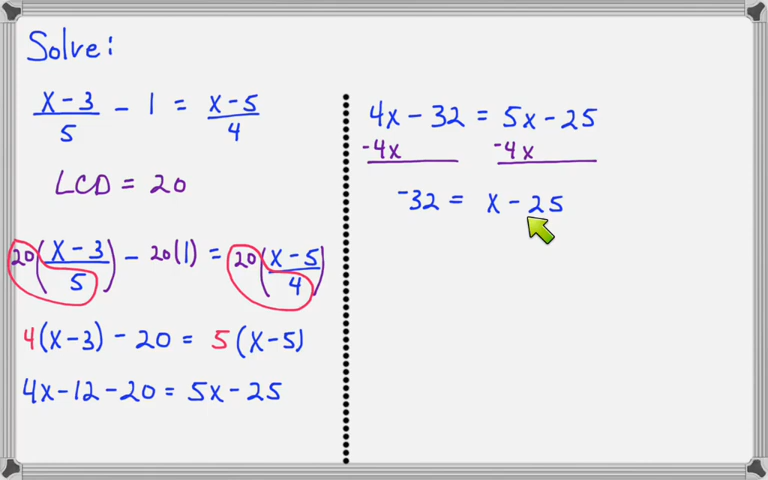 Solve:
x-3/5 - 1 = x-5/4
LCD = 20
20(x-3/5) - 20(1) = 20(x-5/4)
4(x-3) - 20 = 5(x-5)
4x-12-20 = 5x-25
4x - 32 = 5x - 25
-4x -4x
-32 = x - 25